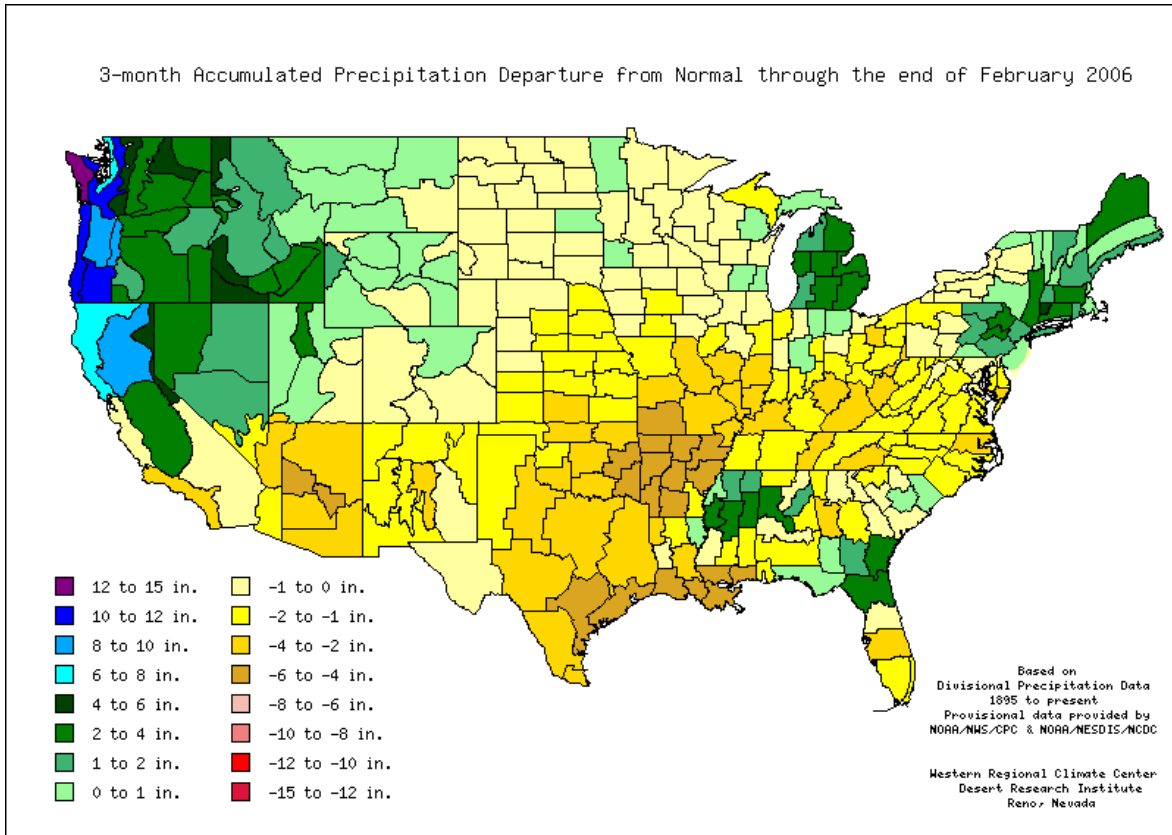 3-month Accumulated Precipitation Departure from Normal through the end of February 2006
12 to 15 in.
10 to 12 in.
8 to 10 in.
6 to 8 in.
4 to 6 in.
2 to 4 in.
1 to 2 in.
0 to 1 in.
-1 to 0 in.
-2 to -1 in.
-4 to -2 in.
-6 to -4 in.
-8 to -6 in.
-10 to -8 in.
-12 to -10 in.
-15 to -12 in.
Based on
Divisional Precipitation Data
1895 to present
Provisional data provided by
NOAA/NWS/CPC & NOAA/NESDIS/NCDC
Western Regional Climate Center
Desert Research Institute
Reno, Nevada